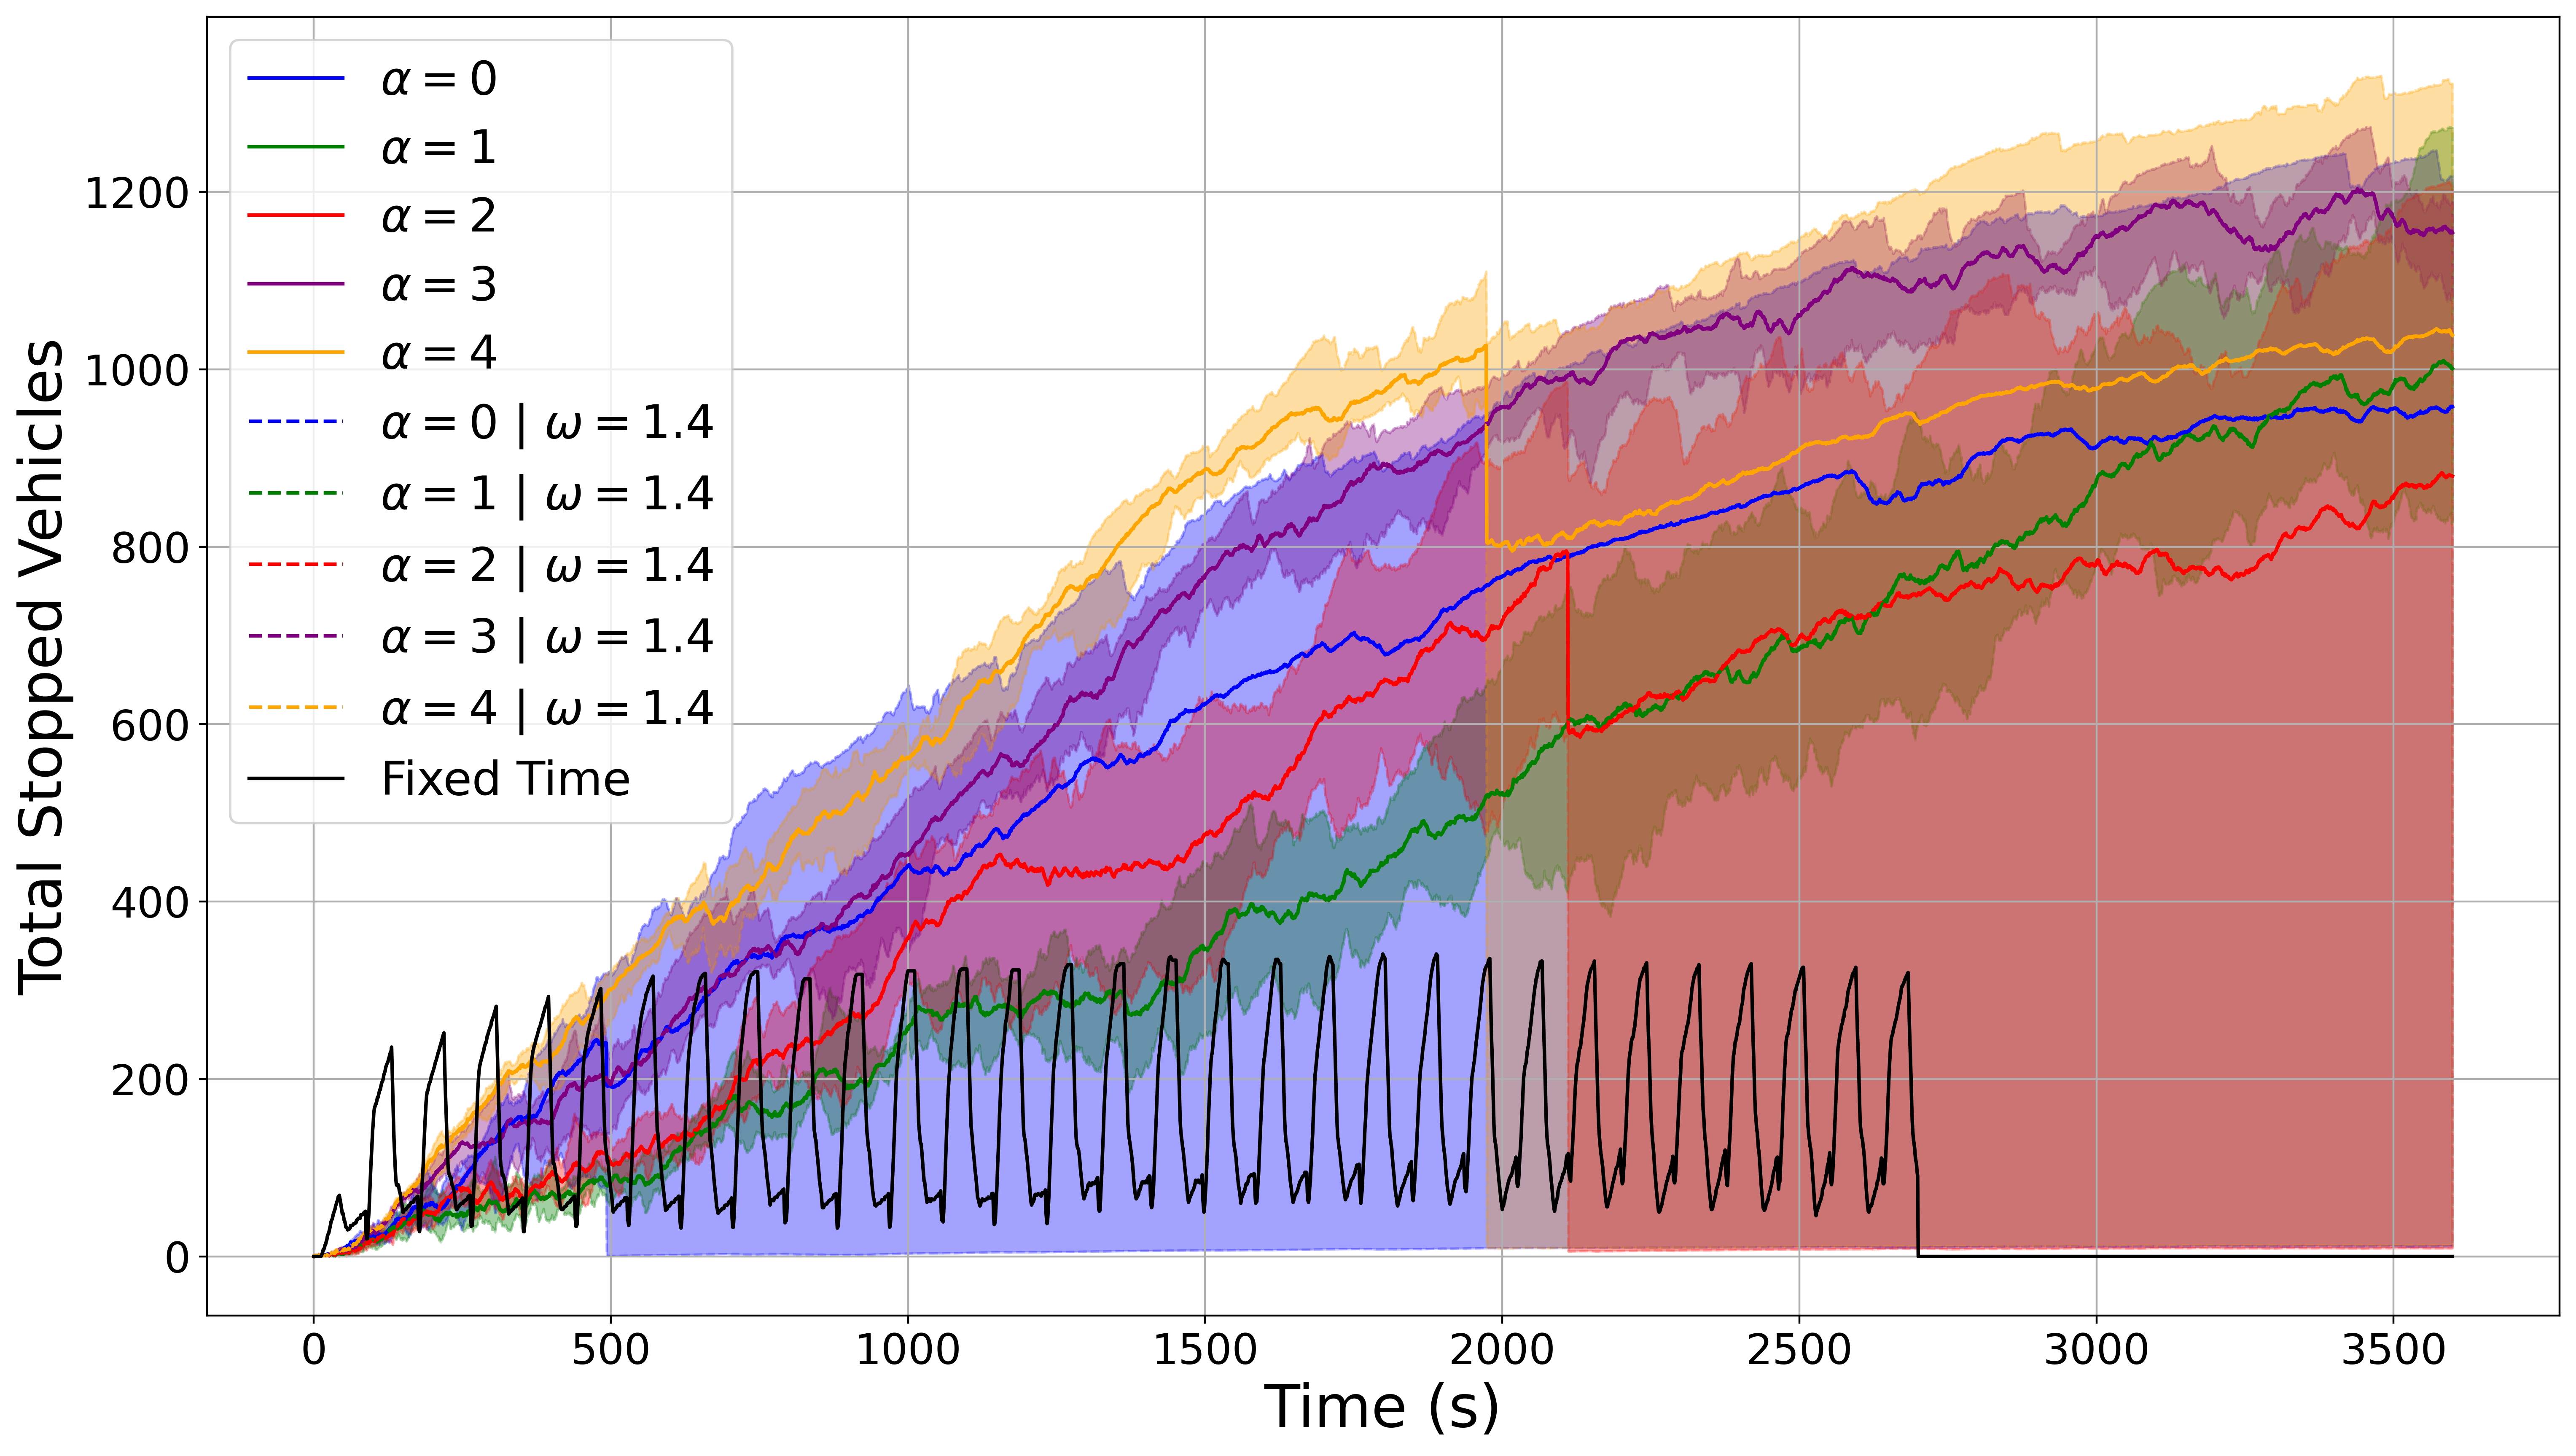 α = 0
α = 1
α = 2
α = 3
α = 4
α = 0 | ω = 1.4
α = 1 | ω = 1.4
α = 2 | ω = 1.4
α = 3 | ω = 1.4
α = 4 | ω = 1.4
Fixed Time
Total Stopped Vehicles
1200
1000
800
600
400
200
0
0 500 1000 1500 2000 2500 3000 3500
Time (s)